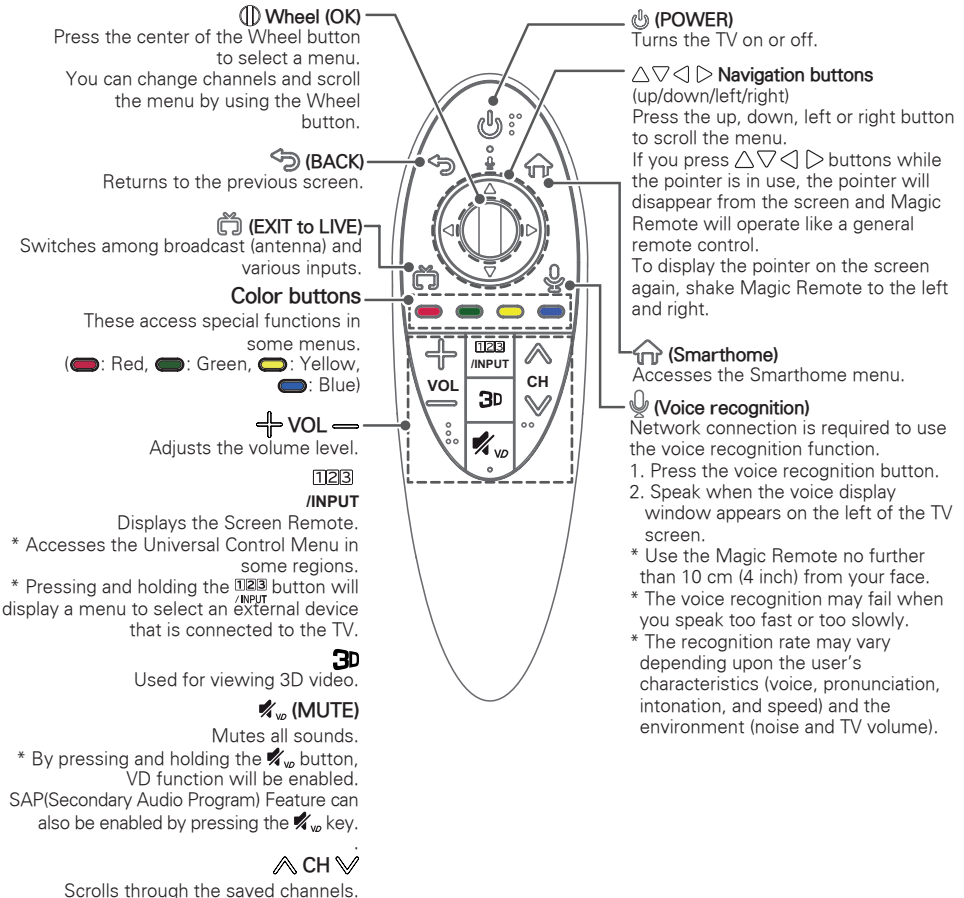 Wheel (OK)
Press the center of the Wheel button
to select a menu.
You can change channels and scroll
the menu by using the Wheel
button.
(BACK)
Returns to the previous screen.
(EXIT to LIVE)
Switches among broadcast (antenna) and
various inputs.
Color buttons
These access special functions in
some menus.
( : Red, : Green, : Yellow,
: Blue)
VOL
Adjusts the volume level.
123
/INPUT
Displays the Screen Remote.
* Accesses the Universal Control Menu in
some regions.
* Pressing and holding the 123 /INPUT button will
display a menu to select an external device
that is connected to the TV.
3D
Used for viewing 3D video.
VD (MUTE)
Mutes all sounds.
* By pressing and holding the VD button,
VD function will be enabled.
SAP(Secondary Audio Program) Feature can
also be enabled by pressing the VD key.
.
CH
Scrolls through the saved channels.
VOL
123
/INPUT
3D
VD
CH
(POWER)
Turns the TV on or off.
Navigation buttons
(up/down/left/right)
Press the up, down, left or right button
to scroll the menu.
If you press buttons while
the pointer is in use, the pointer will
disappear from the screen and Magic
Remote will operate like a general
remote control.
To display the pointer on the screen
again, shake Magic Remote to the left
and right.
(Smarthome)
Accesses the Smarthome menu.
(Voice recognition)
Network connection is required to use
the voice recognition function.
1. Press the voice recognition button.
2. Speak when the voice display
window appears on the left of the TV
screen.
* Use the Magic Remote no further
than 10 cm (4 inch) from your face.
* The voice recognition may fail when
you speak too fast or too slowly.
* The recognition rate may vary
depending upon the user's
characteristics (voice, pronunciation,
intonation, and speed) and the
environment (noise and TV volume).